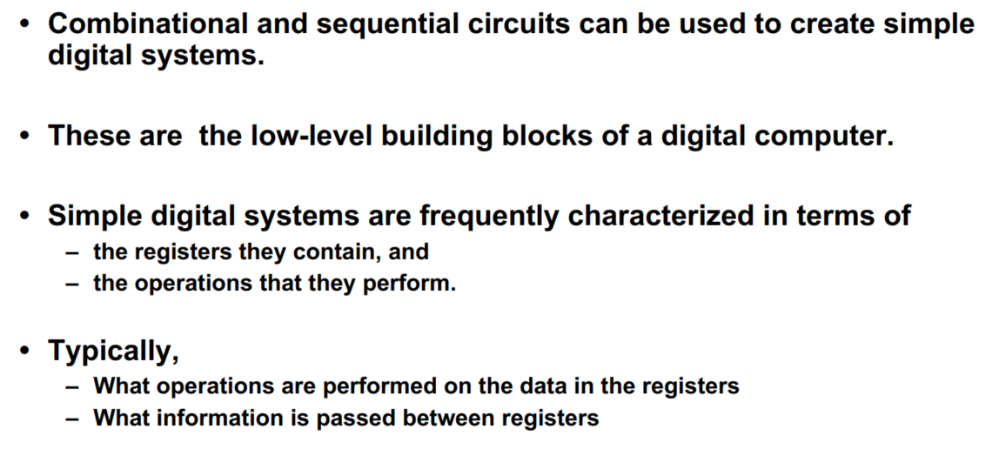 • Combinational and sequential circuits can be used to create simple
digital systems.
• These are  the low-level building blocks of a digital computer.
• Simple digital systems are frequently characterized in terms of
– the registers they contain, and
– the operations that they perform.
• Typically,
– What operations are performed on the data in the registers
– What information is passed between registers